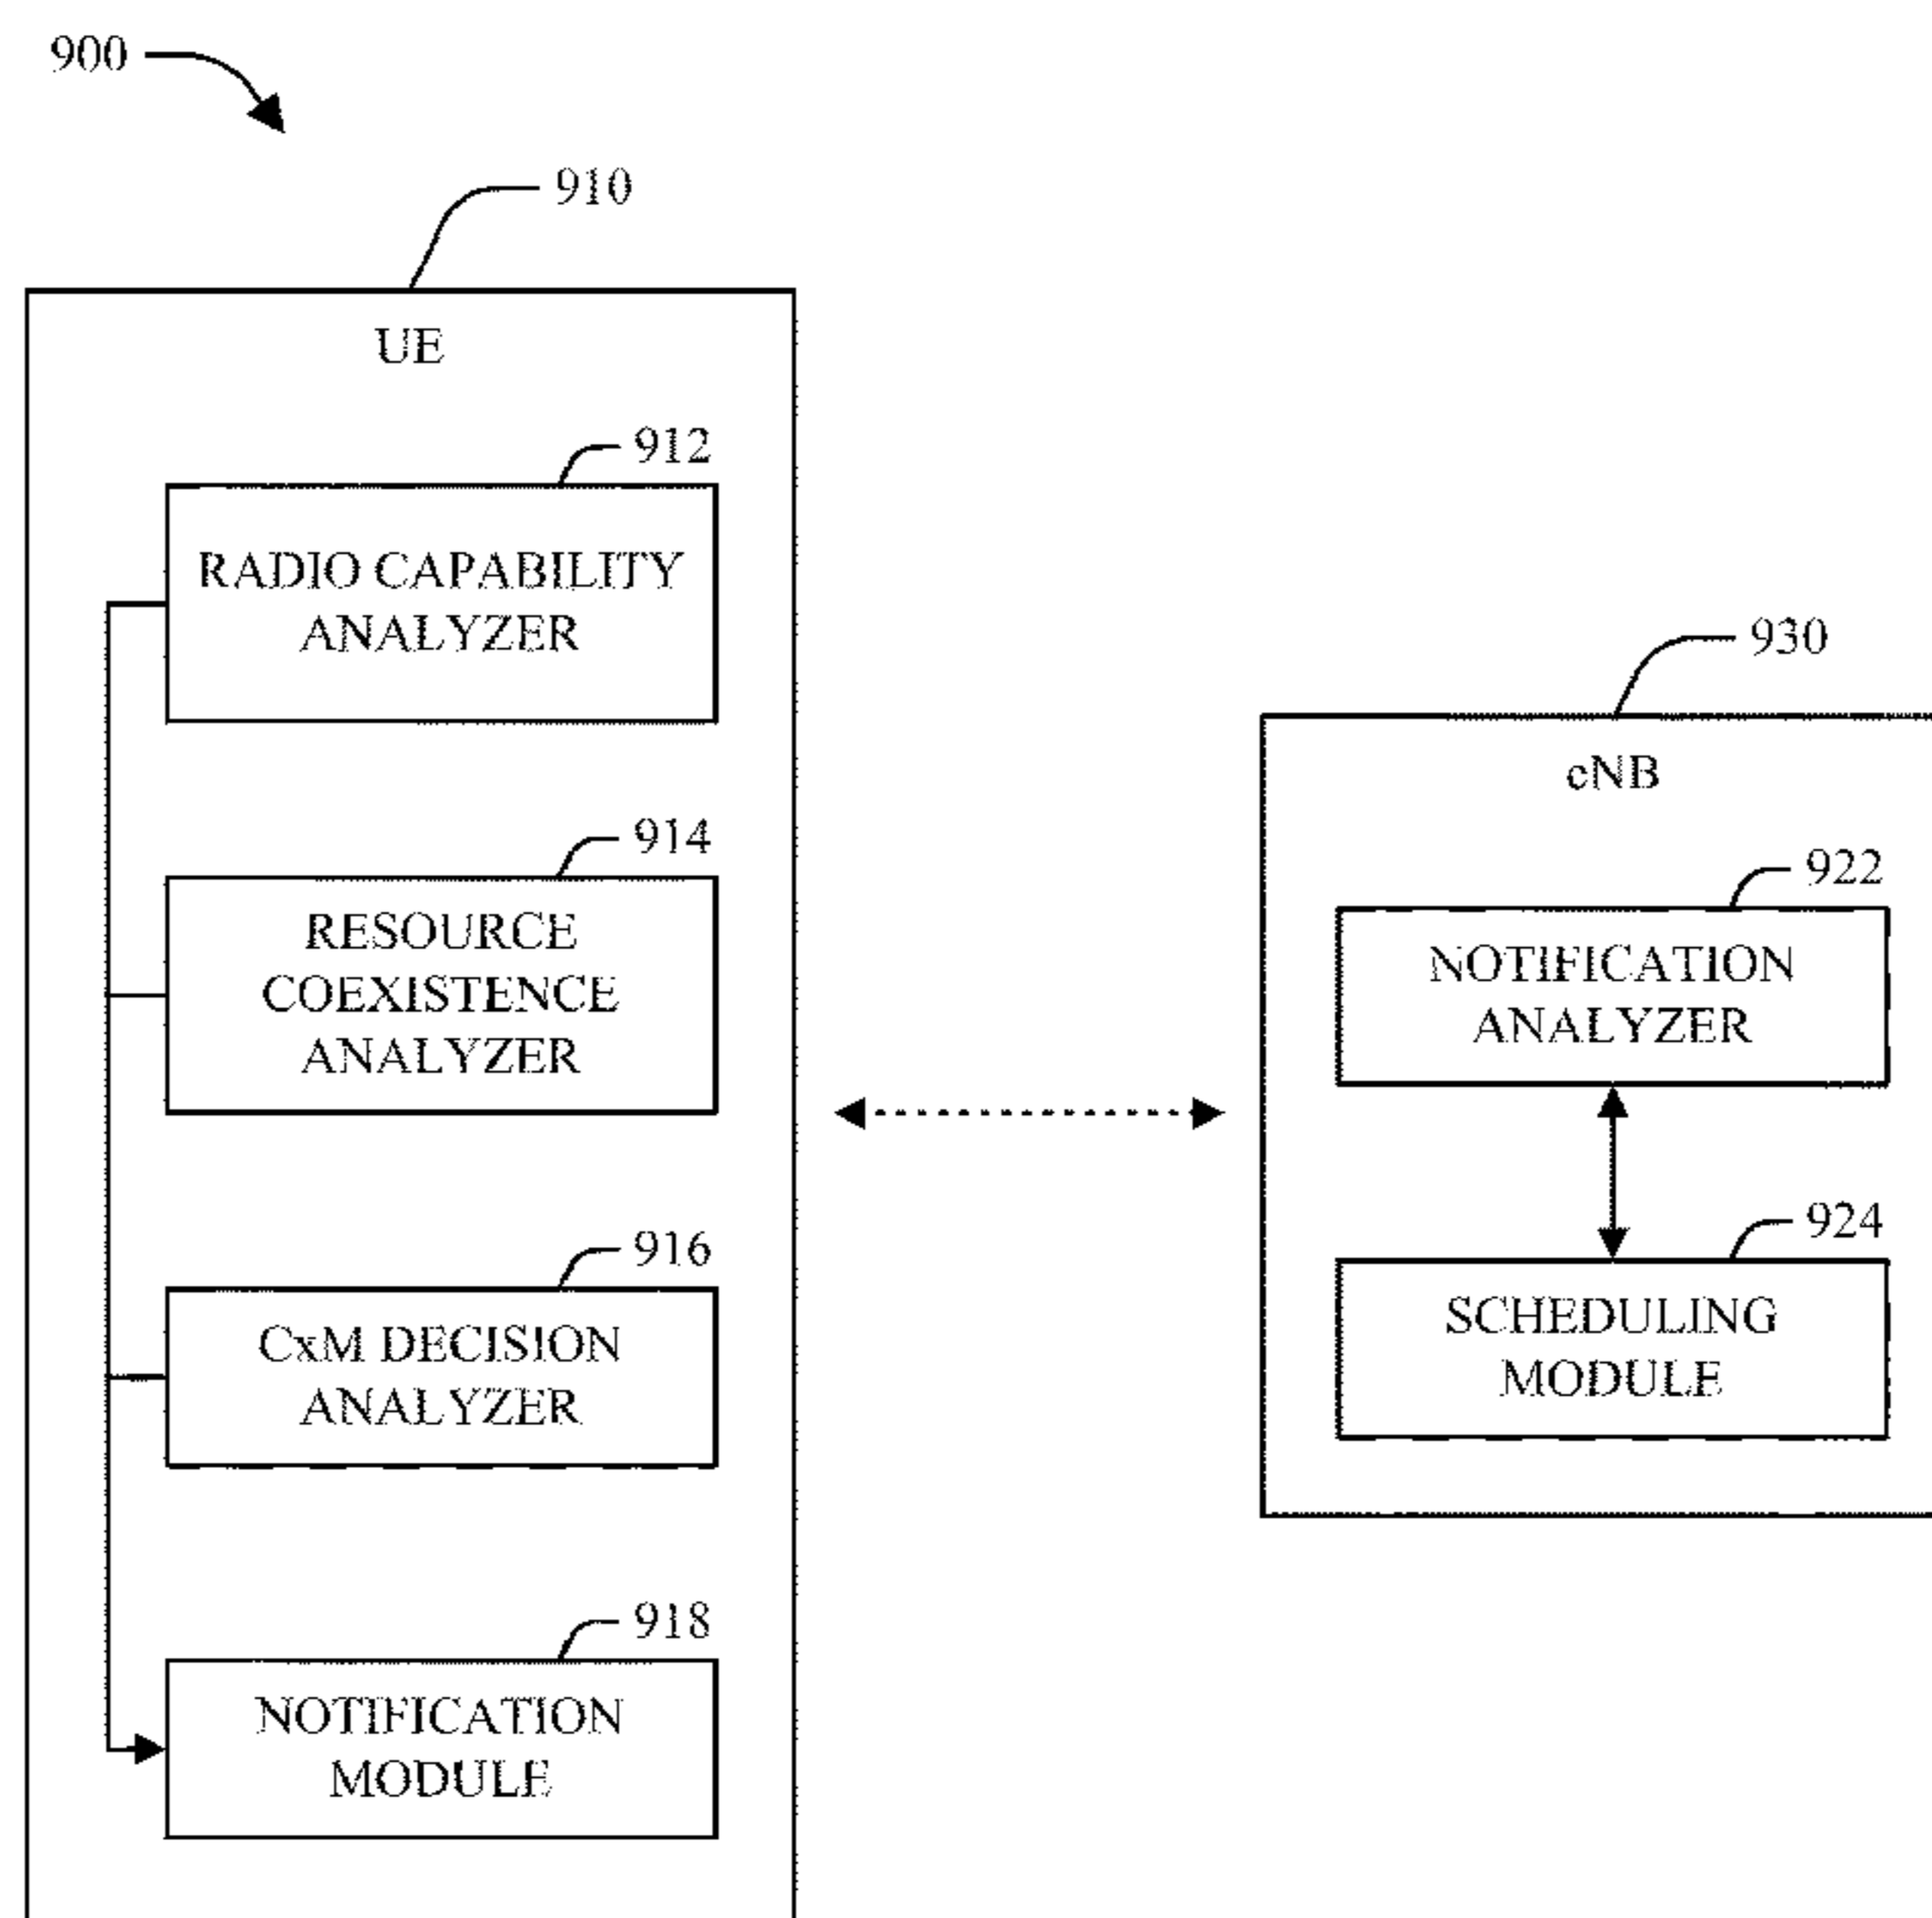 900
910
UE
912
RADIO CAPABILITY
ANALYZER
914
RESOURCE
COEXISTENCE
ANALYZER
916
CxM DECISION
ANALYZER
918
NOTIFICATION
MODULE
930
eNB
922
NOTIFICATION
ANALYZER
924
SCHEDULING
MODULE